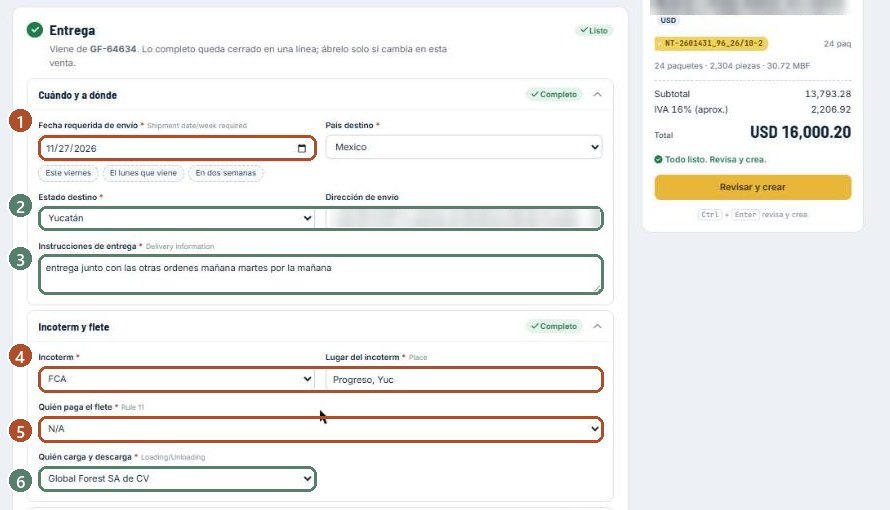 Entrega
Listo
Viene de GF-64634. Lo completo queda cerrado en una línea; ábrelo solo si cambia en esta
venta.
Cuándo y a dónde
Completo
1
Fecha requerida de envío * Shipment date/week required
País destino *
11/27/2026
Mexico
Este viernes
El lunes que viene
En dos semanas
2
Estado destino *
Dirección de envío
Yucatán
3
Instrucciones de entrega * Delivery Information
entrega junto con las otras ordenes mañana martes por la mañana
Incoterm y flete
Completo
4
Incoterm *
Lugar del incoterm * Place
FCA
Progreso, Yuc
Quién paga el flete * Rule 11
5
N/A
Quién carga y descarga * Loading/Unloading
6
Global Forest SA de CV
USD
NT-2601431_96_26/10-2
24 paq
24 paquetes · 2,304 piezas · 30.72 MBF
Subtotal 13,793.28
IVA 16% (aprox.) 2,206.92
Total USD 16,000.20
Todo listo. Revisa y crea.
Revisar y crear
Ctrl + Enter revisa y crea